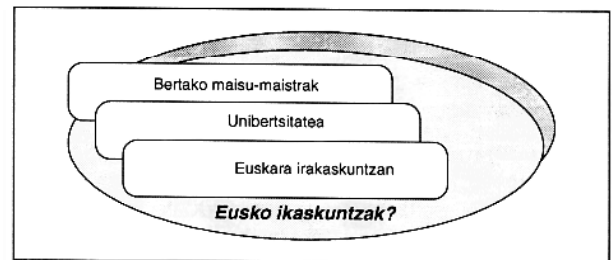 Bertako maisu-maistrak
Unibertsitatea
Euskara irakaskuntzan
Eusko ikaskuntzak?